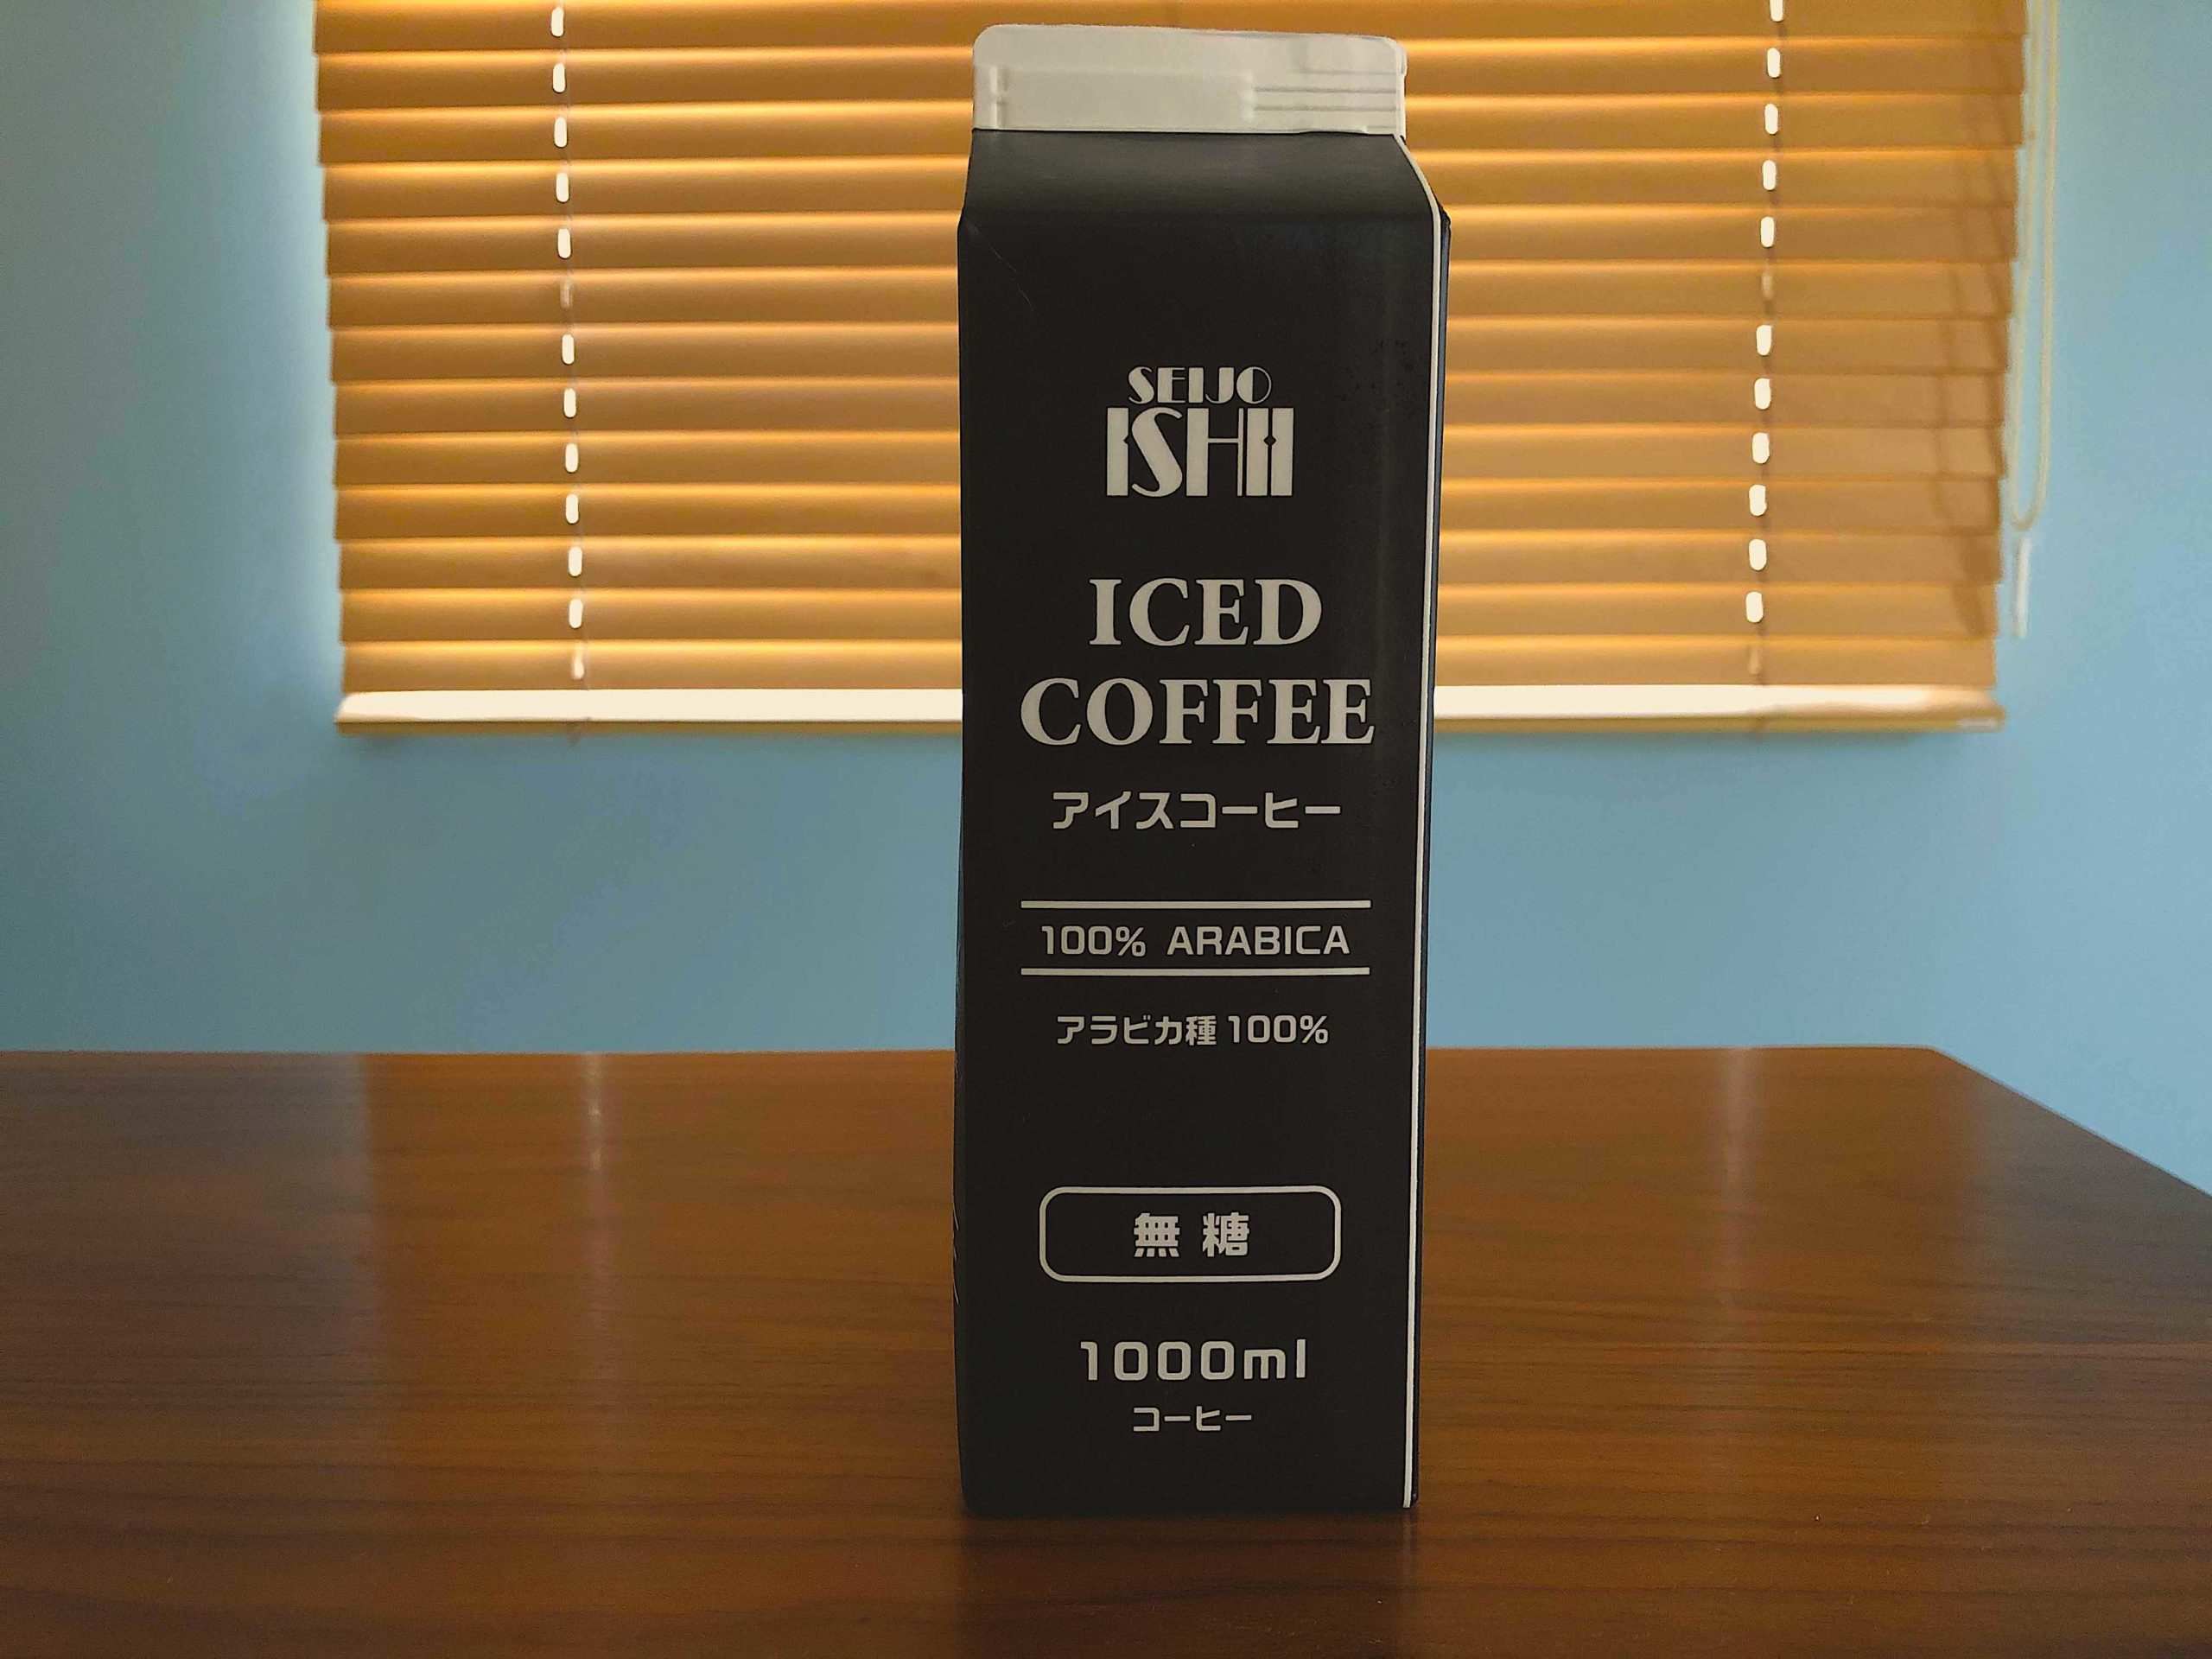 SEIJO
ISHII
ICED
COFFEE
アイスコーヒー
100% ARABICA
アラビカ種 100%
無糖
1000ml
コーヒー